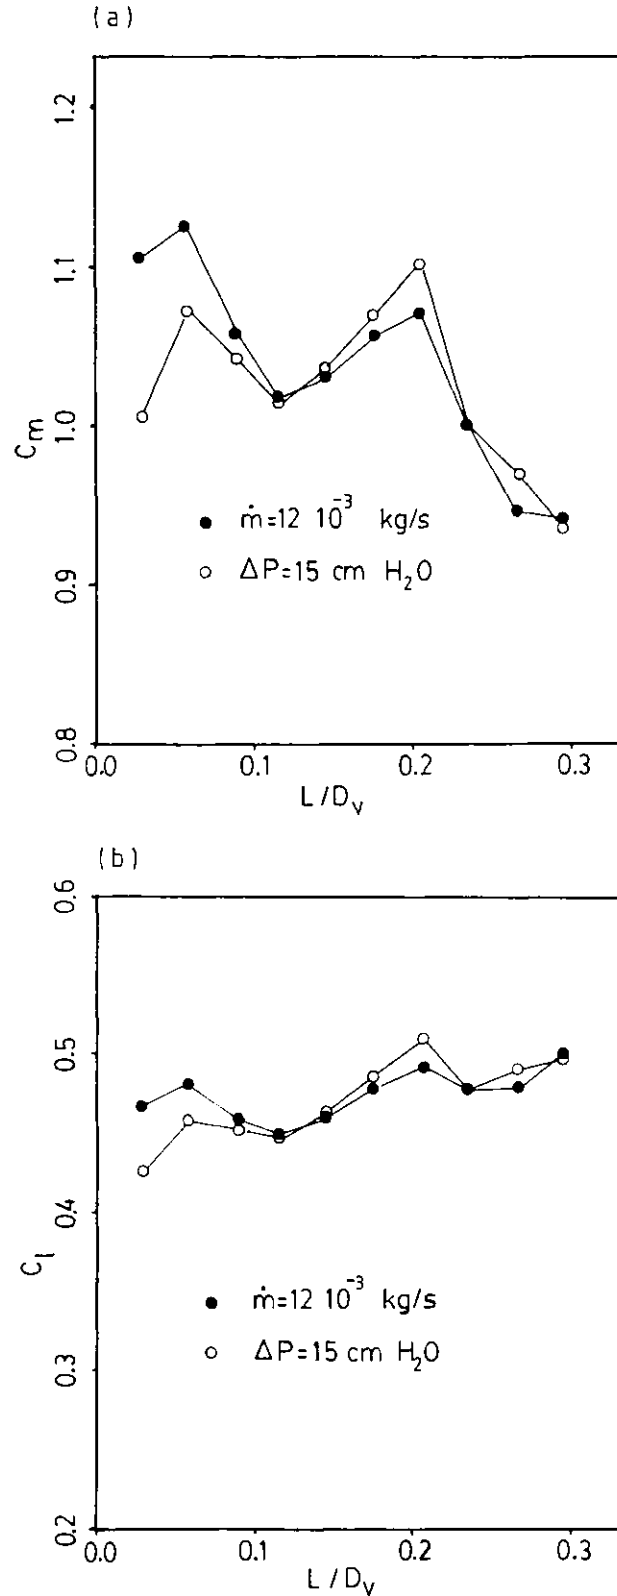 (a)
1.2
1.1
1.0
0.9
0.8
C_m
● ṁ=12 10⁻³ kg/s
○ ΔP=15 cm H₂O
0.0 0.1 0.2 0.3
L/D_v
(b)
0.6
0.5
0.4
0.3
0.2
C_l
● ṁ=12 10⁻³ kg/s
○ ΔP=15 cm H₂O
0.0 0.1 0.2 0.3
L/D_v